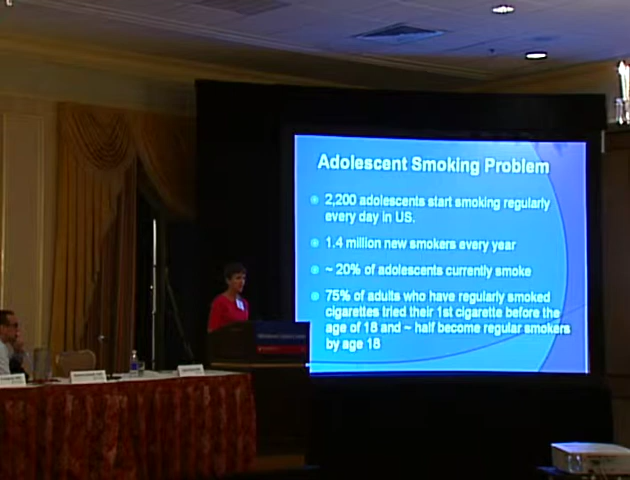 Adolescent Smoking Problem
2,200 adolescents start smoking regularly
every day in US.
1.4 million new smokers every year
~ 20% of adolescents currently smoke
75% of adults who have regularly smoked
cigarettes tried their 1st cigarette before the
age of 18 and ~ half become regular smokers
by age 18